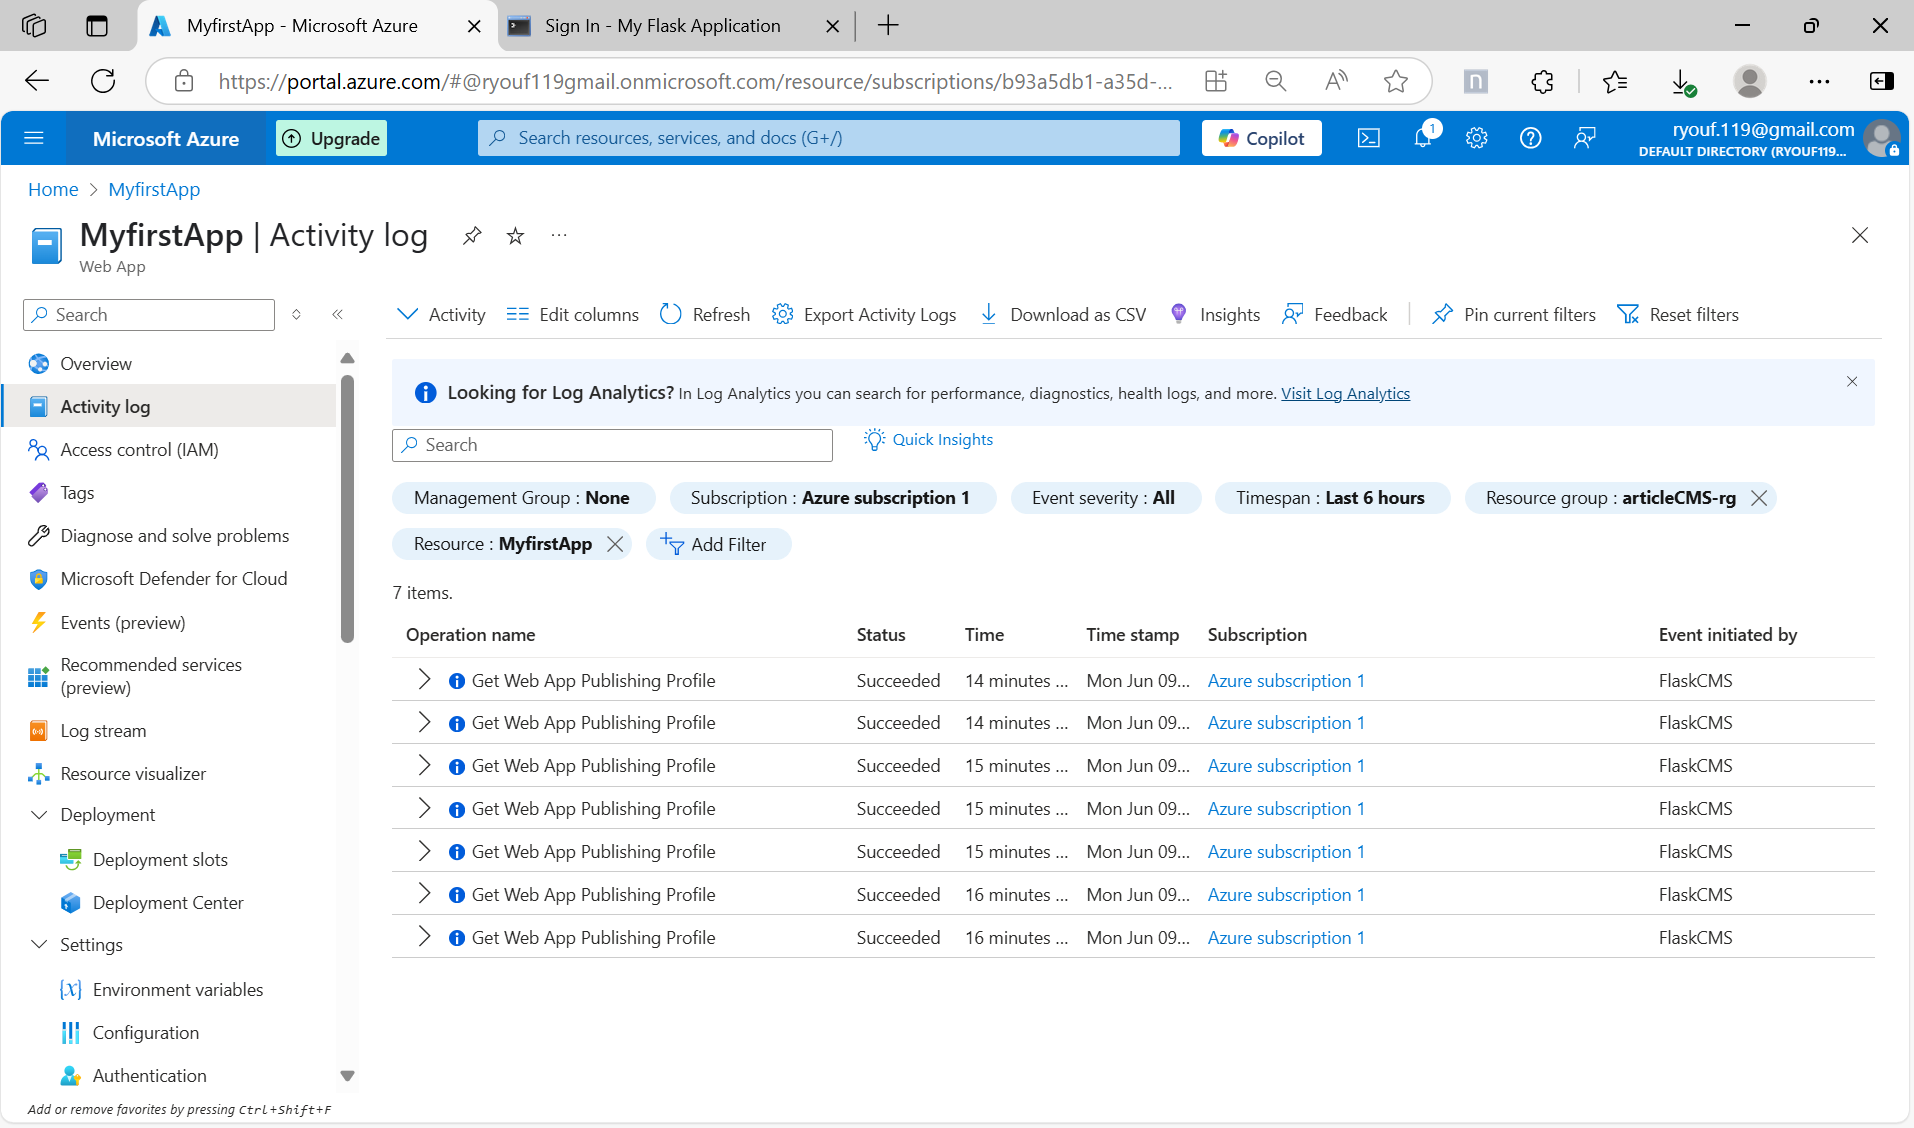 MyfirstApp - Microsoft Azure
Sign In - My Flask Application
https://portal.azure.com/#@ryouf119gmail.onmicrosoft.com/resource/subscriptions/b93a5db1-a35d-...
Microsoft Azure
Upgrade
Search resources, services, and docs (G+/)
Copilot
1
ryouf.119@gmail.com
DEFAULT DIRECTORY (RYOUF119...
Home > MyfirstApp
MyfirstApp | Activity log
Web App
Search
Overview
Activity log
Access control (IAM)
Tags
Diagnose and solve problems
Microsoft Defender for Cloud
Events (preview)
Recommended services
(preview)
Log stream
Resource visualizer
Deployment
Deployment slots
Deployment Center
Settings
Environment variables
Configuration
Authentication
Add or remove favorites by pressing Ctrl+Shift+F
Activity Edit columns Refresh Export Activity Logs Download as CSV Insights Feedback Pin current filters Reset filters
Looking for Log Analytics? In Log Analytics you can search for performance, diagnostics, health logs, and more. Visit Log Analytics
Search
Quick Insights
Management Group : None Subscription : Azure subscription 1 Event severity : All Timespan : Last 6 hours Resource group : articleCMS-rg
Resource : MyfirstApp Add Filter
7 items.
Operation name Status Time Time stamp Subscription Event initiated by
Get Web App Publishing Profile Succeeded 14 minutes ... Mon Jun 09... Azure subscription 1 FlaskCMS
Get Web App Publishing Profile Succeeded 14 minutes ... Mon Jun 09... Azure subscription 1 FlaskCMS
Get Web App Publishing Profile Succeeded 15 minutes ... Mon Jun 09... Azure subscription 1 FlaskCMS
Get Web App Publishing Profile Succeeded 15 minutes ... Mon Jun 09... Azure subscription 1 FlaskCMS
Get Web App Publishing Profile Succeeded 15 minutes ... Mon Jun 09... Azure subscription 1 FlaskCMS
Get Web App Publishing Profile Succeeded 16 minutes ... Mon Jun 09... Azure subscription 1 FlaskCMS
Get Web App Publishing Profile Succeeded 16 minutes ... Mon Jun 09... Azure subscription 1 FlaskCMS